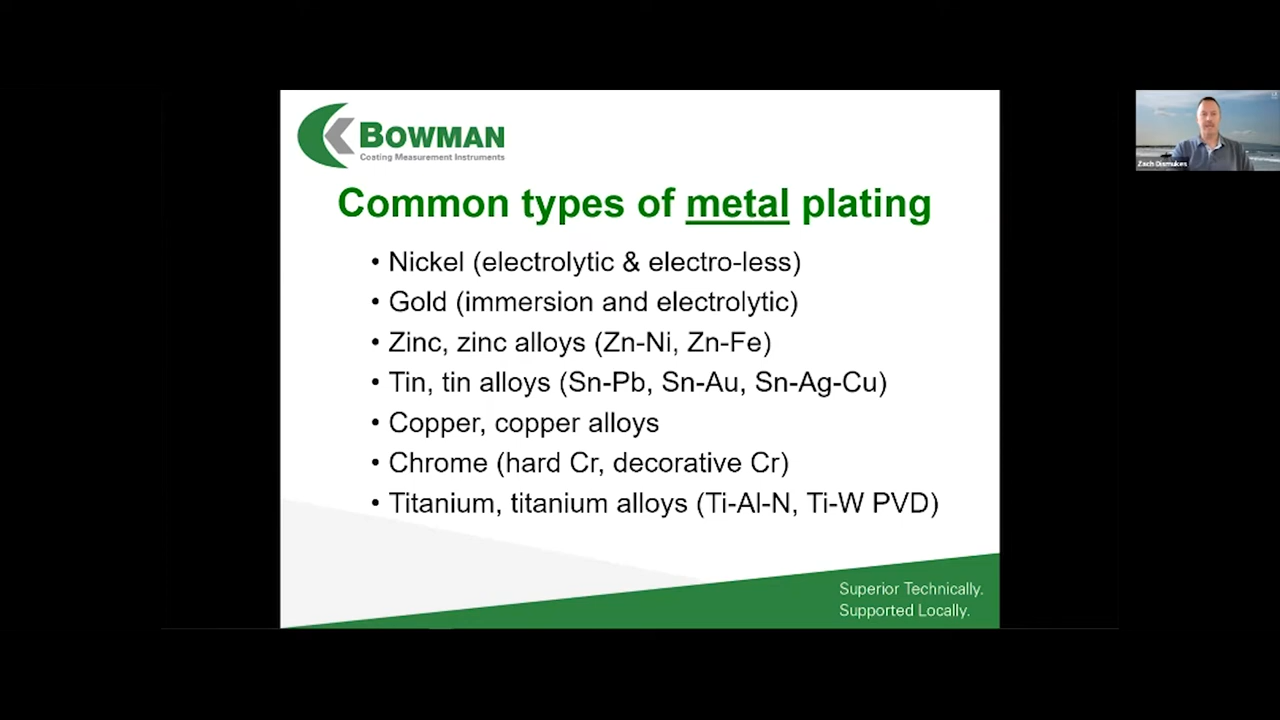 BOWMAN
Coating Measurement Instruments
Common types of metal plating
• Nickel (electrolytic & electro-less)
• Gold (immersion and electrolytic)
• Zinc, zinc alloys (Zn-Ni, Zn-Fe)
• Tin, tin alloys (Sn-Pb, Sn-Au, Sn-Ag-Cu)
• Copper, copper alloys
• Chrome (hard Cr, decorative Cr)
• Titanium, titanium alloys (Ti-Al-N, Ti-W PVD)
Superior Technically.
Supported Locally.
Zach Dismukes